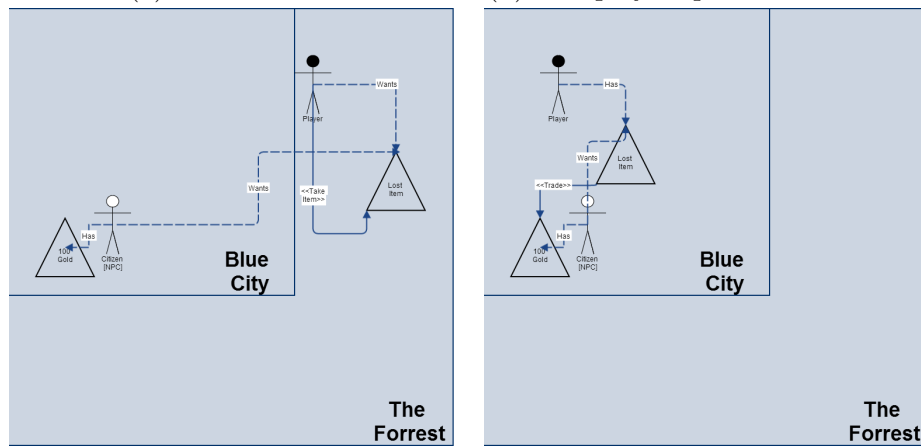 Wants
Player
<<Take
Item>>
Lost
Item
Wants
Has
100
Gold
Citizen
[NPC]
Blue
City
The
Forrest
Has
Player
Wants
Lost
Item
<<Trade>>
Has
100
Gold
Citizen
[NPC]
Blue
City
The
Forrest